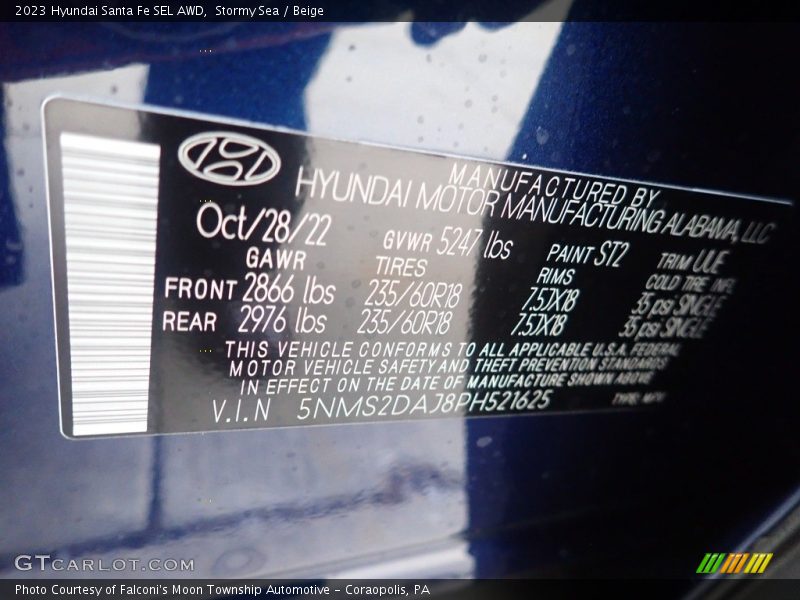 2023 Hyundai Santa Fe SEL AWD, Stormy Sea / Beige
MANUFACTURED BY
HYUNDAI MOTOR MANUFACTURING ALABAMA, LLC
Oct/28/22 GVWR 5247 lbs PAINT ST2 TRIM UUE
GAWR TIRES RIMS COLD TIRE INFL
FRONT 2866 lbs 235/60R18 7.5JX18 35 psi SINGLE
REAR 2976 lbs 235/60R18 7.5JX18 35 psi SINGLE
THIS VEHICLE CONFORMS TO ALL APPLICABLE U.S.A. FEDERAL
MOTOR VEHICLE SAFETY AND THEFT PREVENTION STANDARDS
IN EFFECT ON THE DATE OF MANUFACTURE SHOWN ABOVE
V.I.N 5NMS2DAJ8PH521625 TYPE: MPV
GTCARLOT.COM
Photo Courtesy of Falconi's Moon Township Automotive - Coraopolis, PA